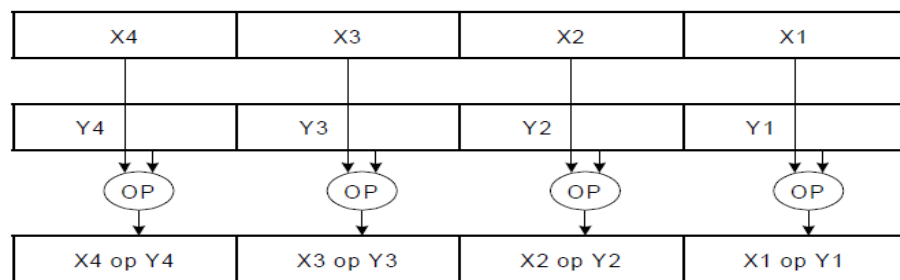 X4 X3 X2 X1
Y4 Y3 Y2 Y1
OP OP OP OP
X4 op Y4 X3 op Y3 X2 op Y2 X1 op Y1